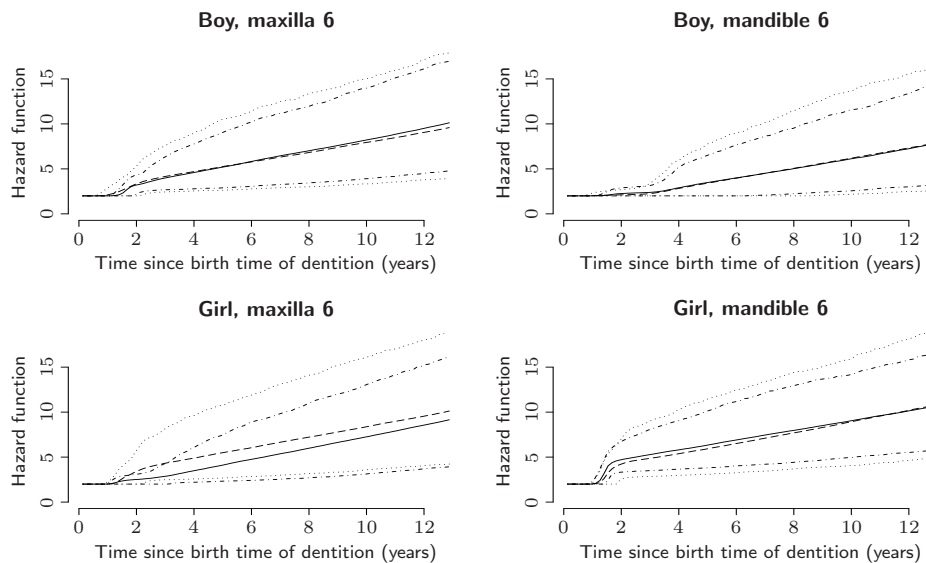 Boy, maxilla 6
Boy, mandible 6
Hazard function
0 5 10 15
0 2 4 6 8 10 12
Time since birth time of dentition (years)
Hazard function
0 5 10 15
0 2 4 6 8 10 12
Time since birth time of dentition (years)
Girl, maxilla 6
Girl, mandible 6
Hazard function
0 5 10 15
0 2 4 6 8 10 12
Time since birth time of dentition (years)
Hazard function
0 5 10 15
0 2 4 6 8 10 12
Time since birth time of dentition (years)